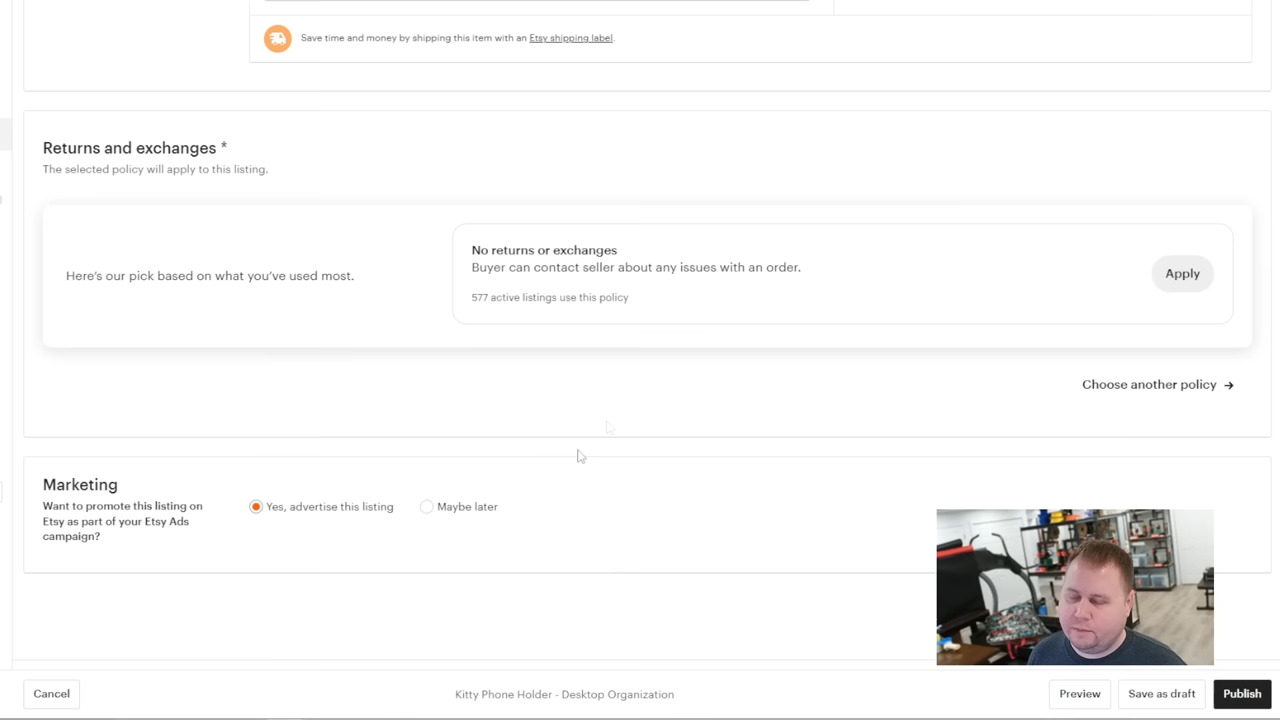 Save time and money by shipping this item with an Etsy shipping label.
Returns and exchanges *
The selected policy will apply to this listing.
Here's our pick based on what you've used most.
No returns or exchanges
Buyer can contact seller about any issues with an order.
577 active listings use this policy
Apply
Choose another policy →
Marketing
Want to promote this listing on
Etsy as part of your Etsy Ads
campaign?
Yes, advertise this listing
Maybe later
Cancel
Kitty Phone Holder - Desktop Organization
Preview
Save as draft
Publish